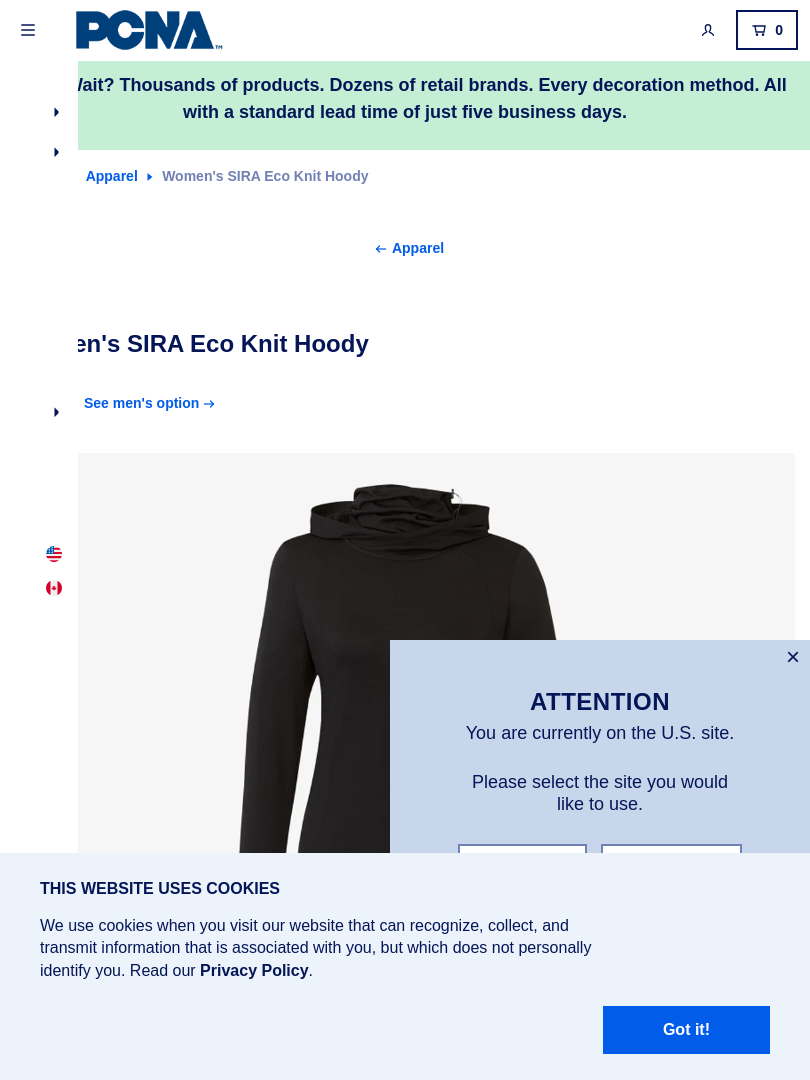 PCNA™
0
Wait? Thousands of products. Dozens of retail brands. Every decoration method. All
with a standard lead time of just five business days.
Apparel
Women's SIRA Eco Knit Hoody
Apparel
en's SIRA Eco Knit Hoody
See men's option
ATTENTION
You are currently on the U.S. site.
Please select the site you would
like to use.
THIS WEBSITE USES COOKIES
We use cookies when you visit our website that can recognize, collect, and
transmit information that is associated with you, but which does not personally
identify you. Read our Privacy Policy.
Got it!